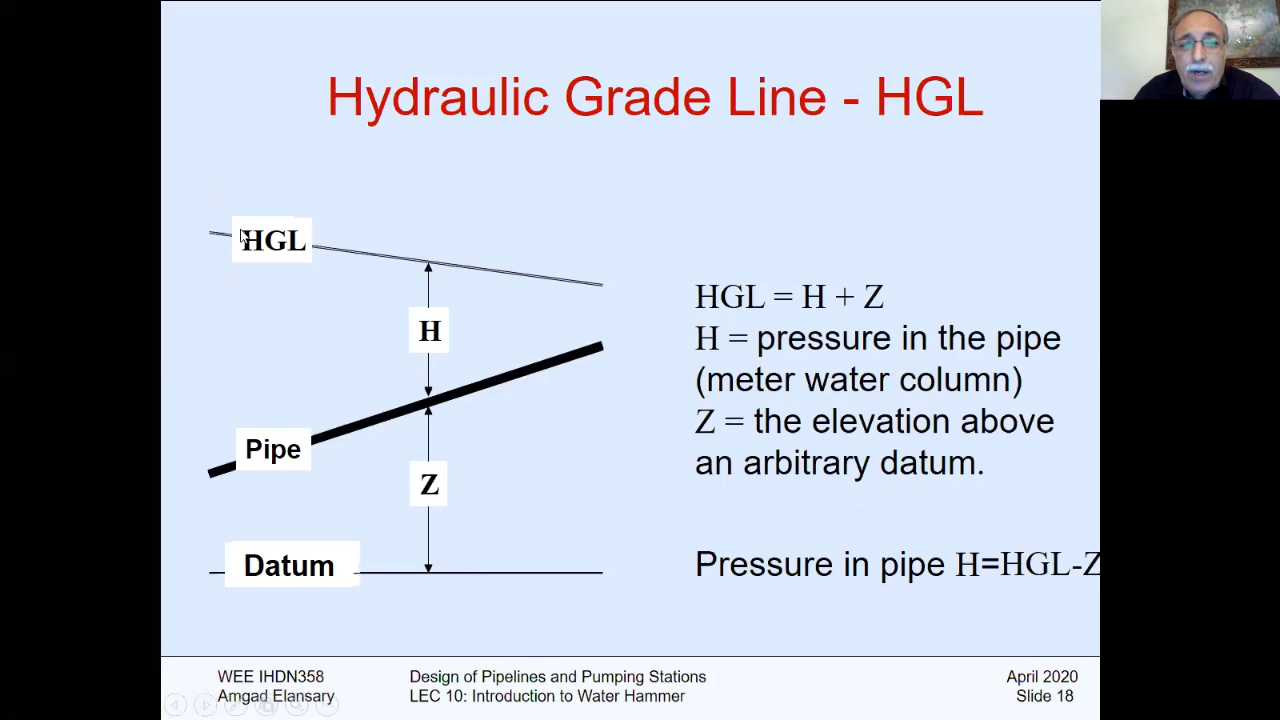 Hydraulic Grade Line - HGL
HGL
H
Pipe
Z
Datum
HGL = H + Z
H = pressure in the pipe
(meter water column)
Z = the elevation above
an arbitrary datum.
Pressure in pipe H=HGL-Z
WEE IHDN358
Amgad Elansary
Design of Pipelines and Pumping Stations
LEC 10: Introduction to Water Hammer
April 2020
Slide 18